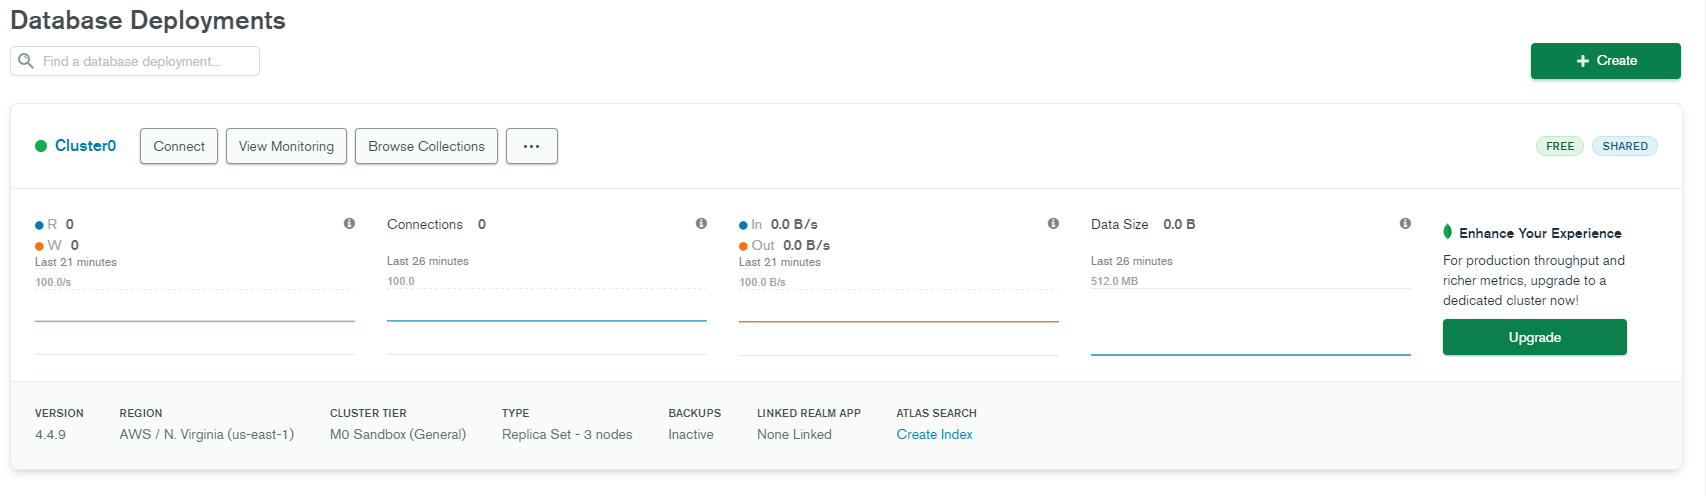 Database Deployments
Find a database deployment...
Create
Cluster0 Connect View Monitoring Browse Collections ...
FREE SHARED
R 0
W 0
Last 21 minutes
100.0/s
Connections 0
Last 26 minutes
100.0
In 0.0 B/s
Out 0.0 B/s
Last 21 minutes
100.0 B/s
Data Size 0.0 B
Last 26 minutes
512.0 MB
Enhance Your Experience
For production throughput and
richer metrics, upgrade to a
dedicated cluster now!
Upgrade
VERSION
4.4.9
REGION
AWS / N. Virginia (us-east-1)
CLUSTER TIER
M0 Sandbox (General)
TYPE
Replica Set - 3 nodes
BACKUPS
Inactive
LINKED REALM APP
None Linked
ATLAS SEARCH
Create Index